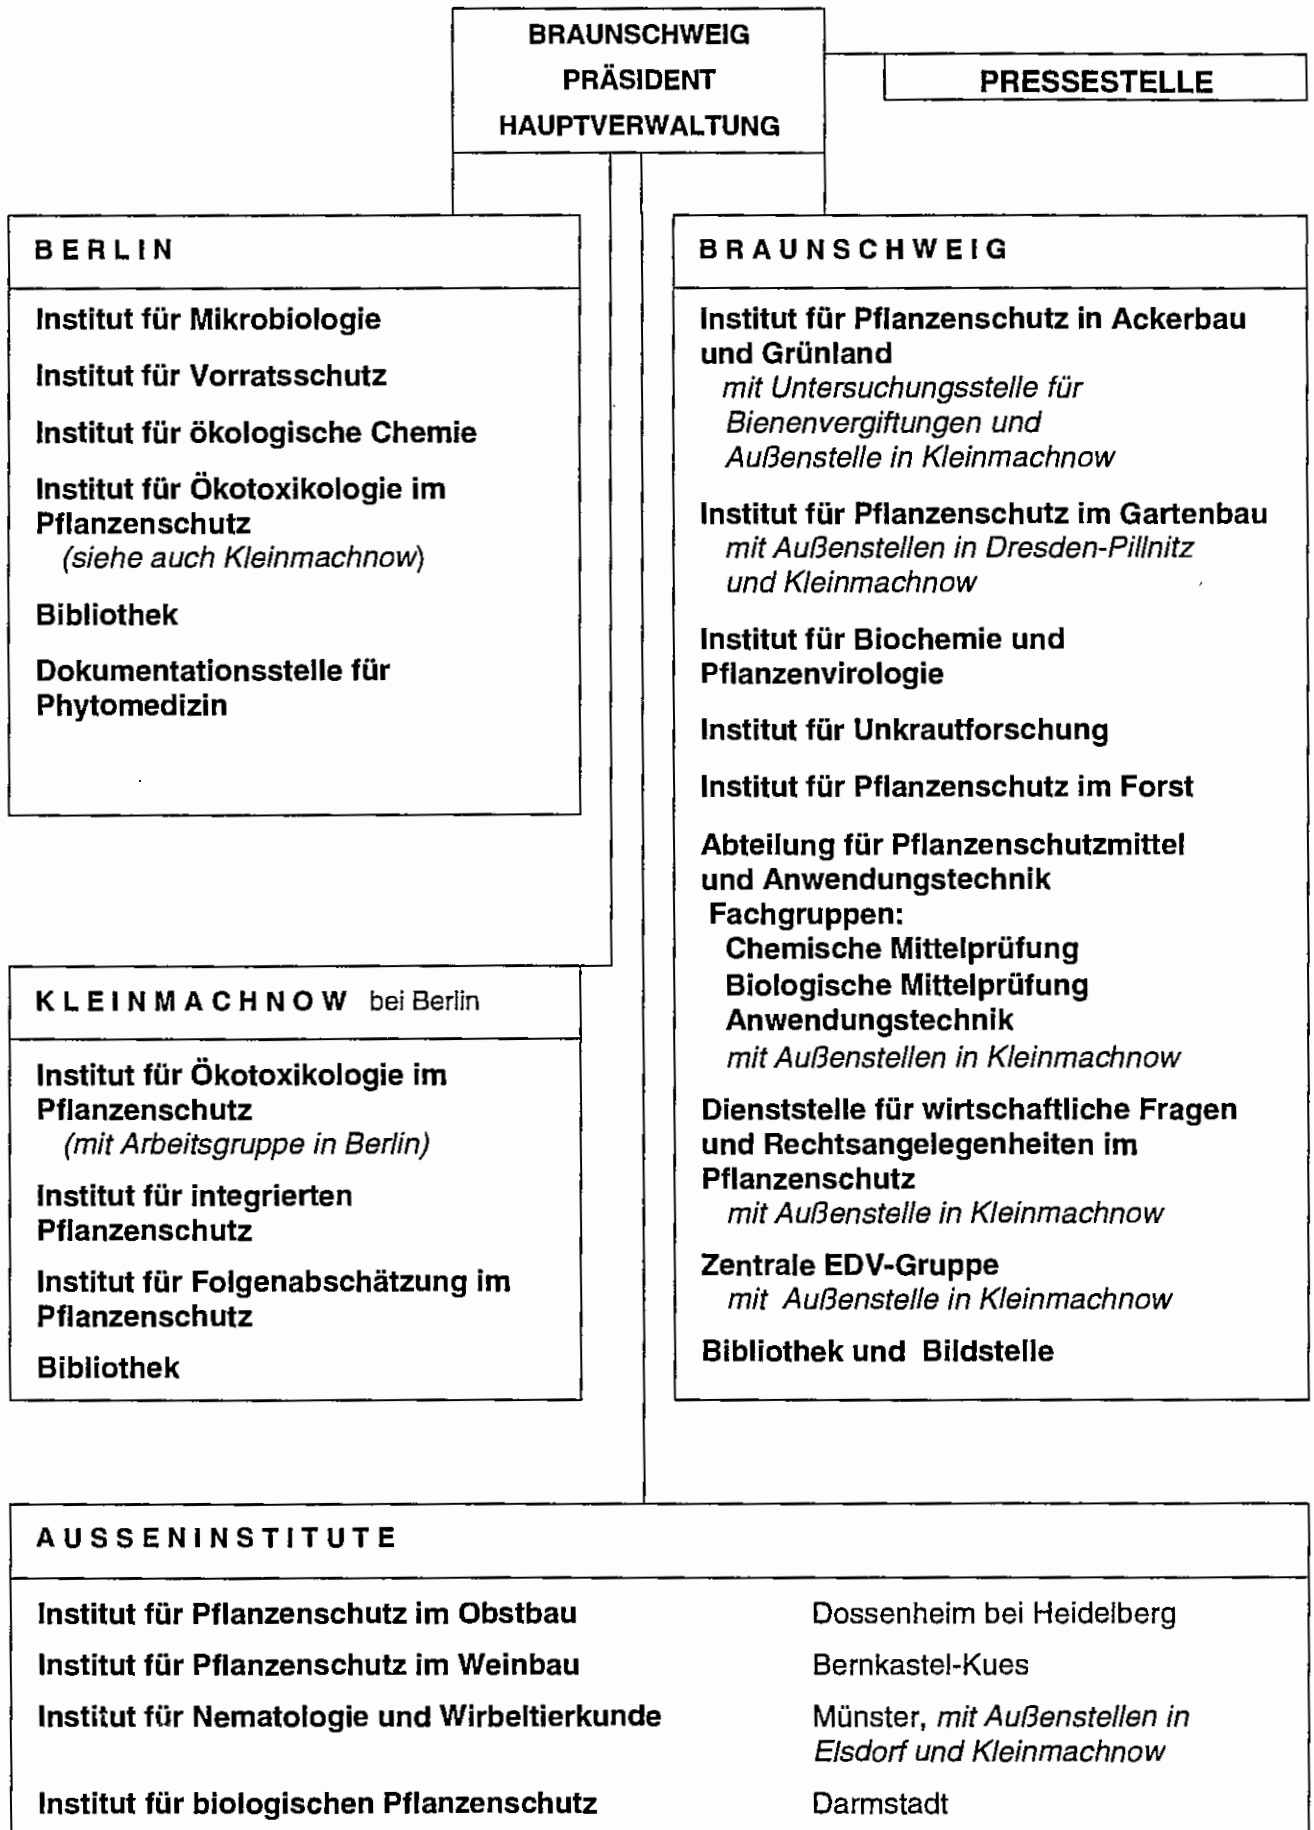 BRAUNSCHWEIG
PRÄSIDENT
HAUPTVERWALTUNG
PRESSESTELLE
BERLIN
Institut für Mikrobiologie
Institut für Vorratsschutz
Institut für ökologische Chemie
Institut für Ökotoxikologie im
Pflanzenschutz
(siehe auch Kleinmachnow)
Bibliothek
Dokumentationsstelle für
Phytomedizin
KLEINMACHNOW bei Berlin
Institut für Ökotoxikologie im
Pflanzenschutz
(mit Arbeitsgruppe in Berlin)
Institut für integrierten
Pflanzenschutz
Institut für Folgenabschätzung im
Pflanzenschutz
Bibliothek
BRAUNSCHWEIG
Institut für Pflanzenschutz in Ackerbau
und Grünland
mit Untersuchungsstelle für
Bienenvergiftungen und
Außenstelle in Kleinmachnow
Institut für Pflanzenschutz im Gartenbau
mit Außenstellen in Dresden-Pillnitz
und Kleinmachnow
Institut für Biochemie und
Pflanzenvirologie
Institut für Unkrautforschung
Institut für Pflanzenschutz im Forst
Abteilung für Pflanzenschutzmittel
und Anwendungstechnik
Fachgruppen:
Chemische Mittelprüfung
Biologische Mittelprüfung
Anwendungstechnik
mit Außenstellen in Kleinmachnow
Dienststelle für wirtschaftliche Fragen
und Rechtsangelegenheiten im
Pflanzenschutz
mit Außenstelle in Kleinmachnow
Zentrale EDV-Gruppe
mit Außenstelle in Kleinmachnow
Bibliothek und Bildstelle
AUSSENINSTITUTE
Institut für Pflanzenschutz im Obstbau Dossenheim bei Heidelberg
Institut für Pflanzenschutz im Weinbau Bernkastel-Kues
Institut für Nematologie und Wirbeltierkunde Münster, mit Außenstellen in
Elsdorf und Kleinmachnow
Institut für biologischen Pflanzenschutz Darmstadt